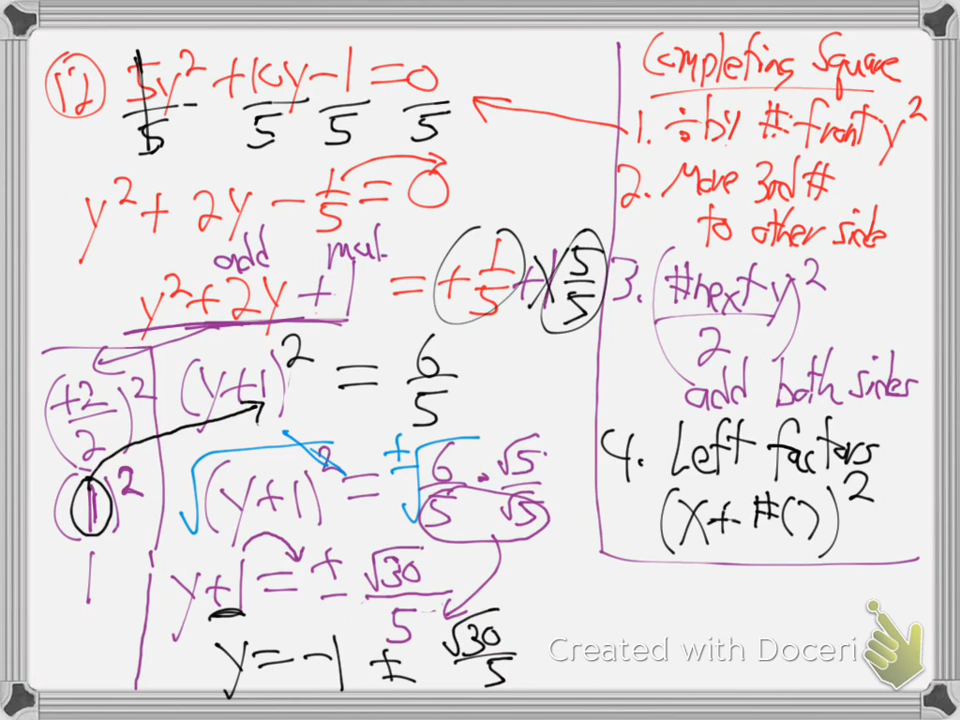 12) 5y² + 10y - 1 = 0
5 5 5 5
y² + 2y - 1/5 = 0
add mul.
y² + 2y + 1 = + 1/5 + 1 5/5
(+2/2)²
(1)²
1
(y+1)² = 6/5
√(y+1)² = ±√6/5 · √5/√5
y+1 = ± √30/5
y = -1 ± √30/5
Completing Square
1. ÷ by # front y²
2. Move 3rd #
to other side
3. (#next y/2)²
add both sides
4. Left factors
(x + #())²
Created with Doceri